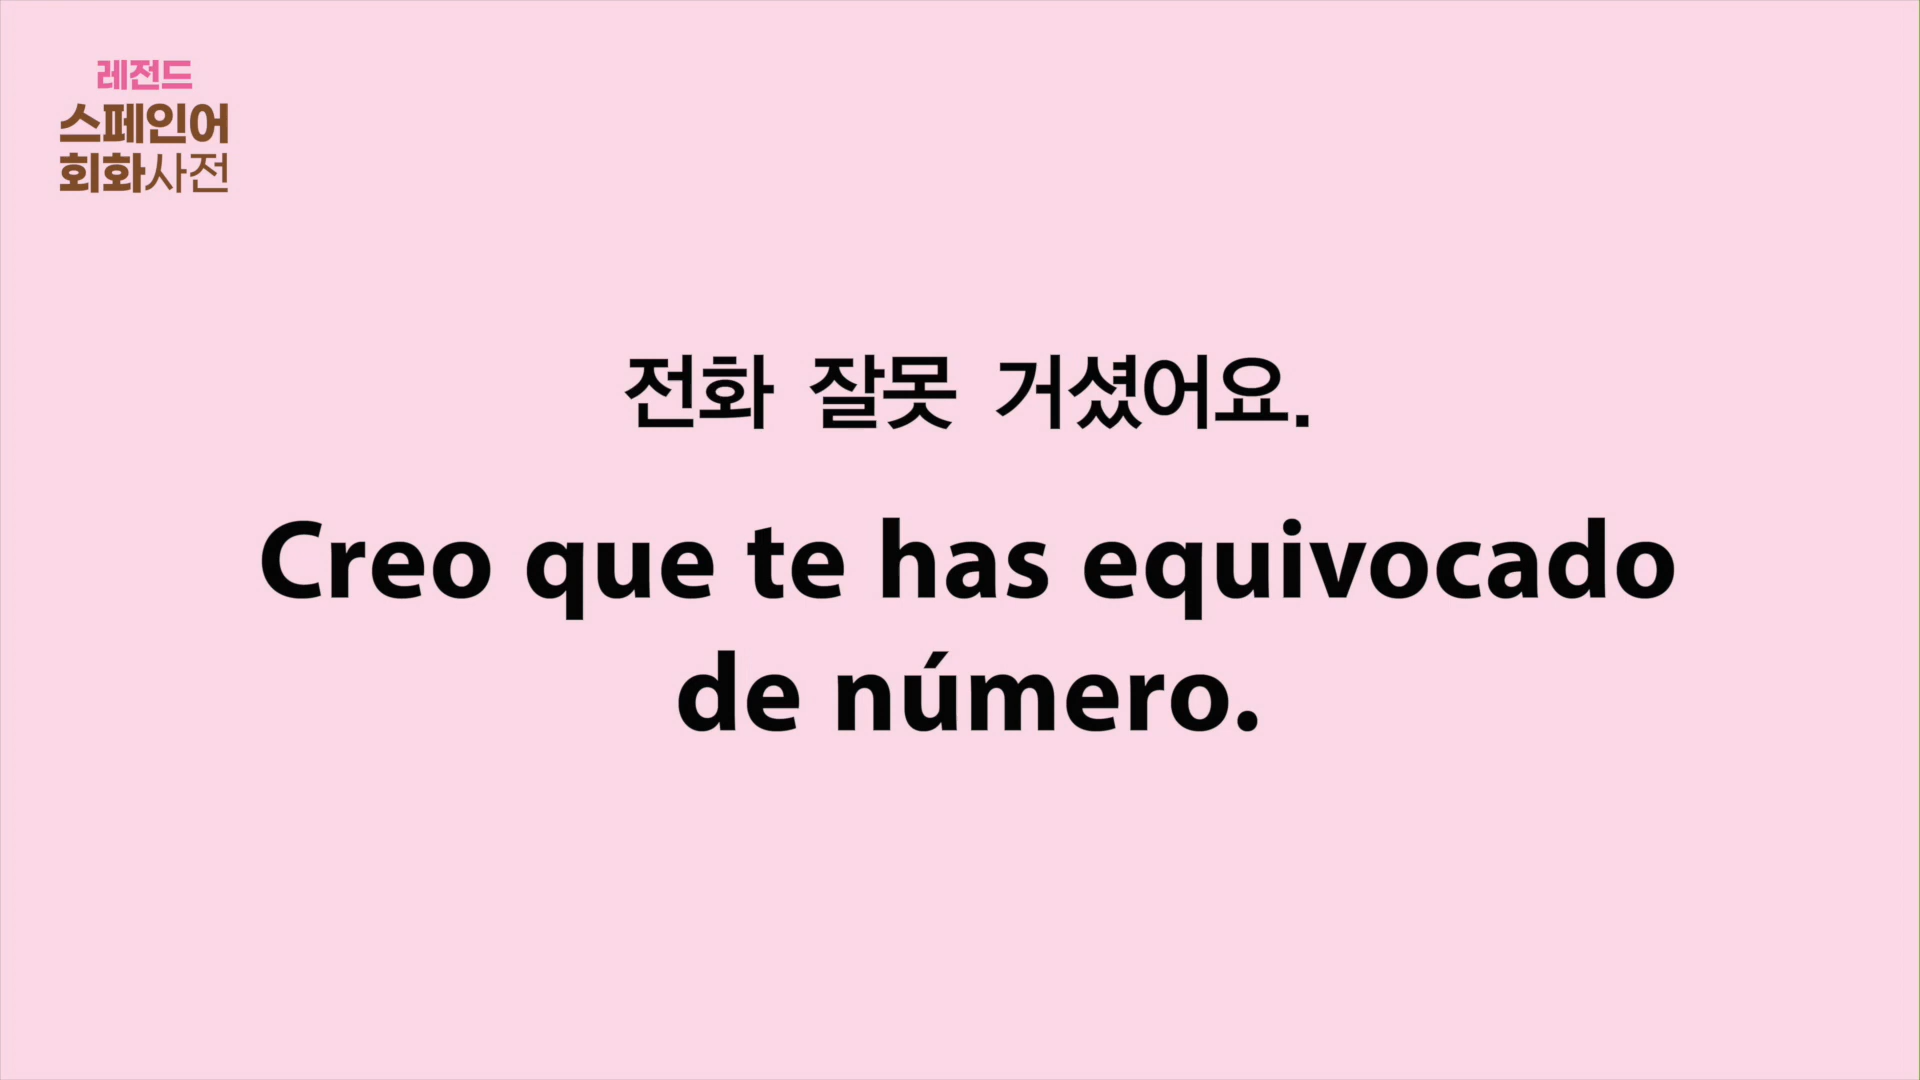 레전드
스페인어
회화사전
전화 잘못 거셨어요.
Creo que te has equivocado
de número.